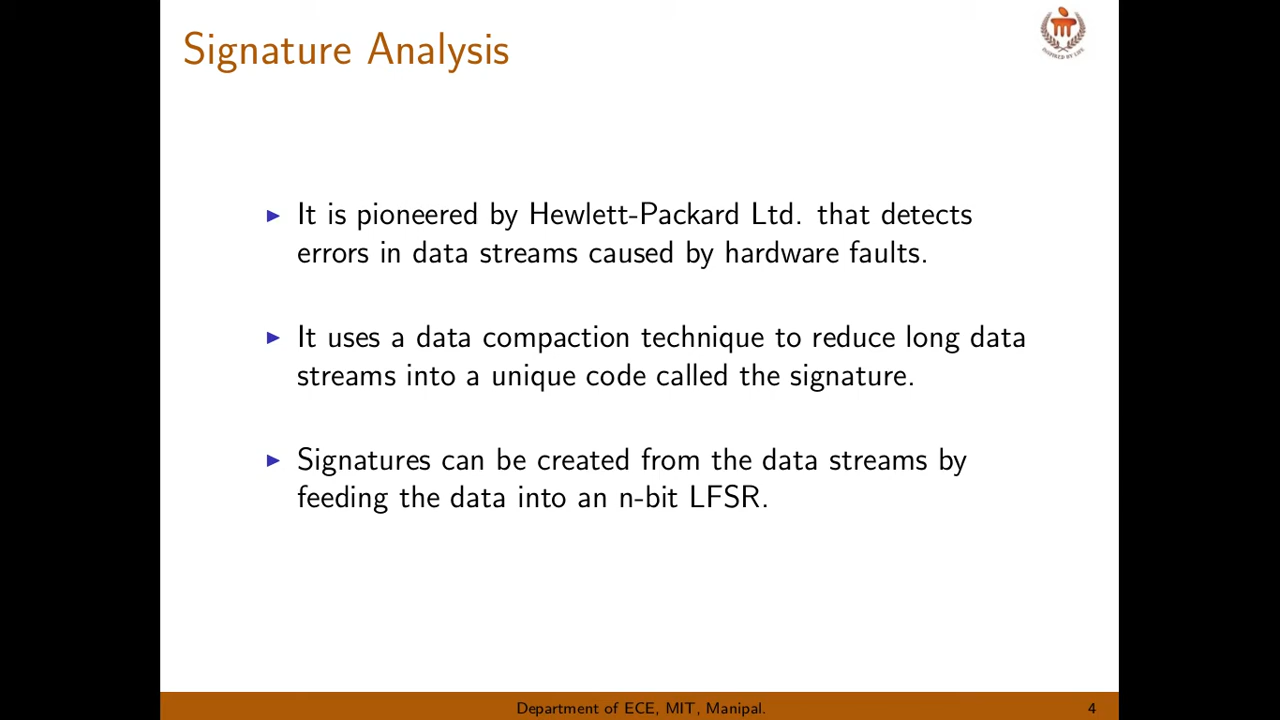 Signature Analysis
INSPIRED BY LIFE
▶ It is pioneered by Hewlett-Packard Ltd. that detects
errors in data streams caused by hardware faults.
▶ It uses a data compaction technique to reduce long data
streams into a unique code called the signature.
▶ Signatures can be created from the data streams by
feeding the data into an n-bit LFSR.
Department of ECE, MIT, Manipal.
4